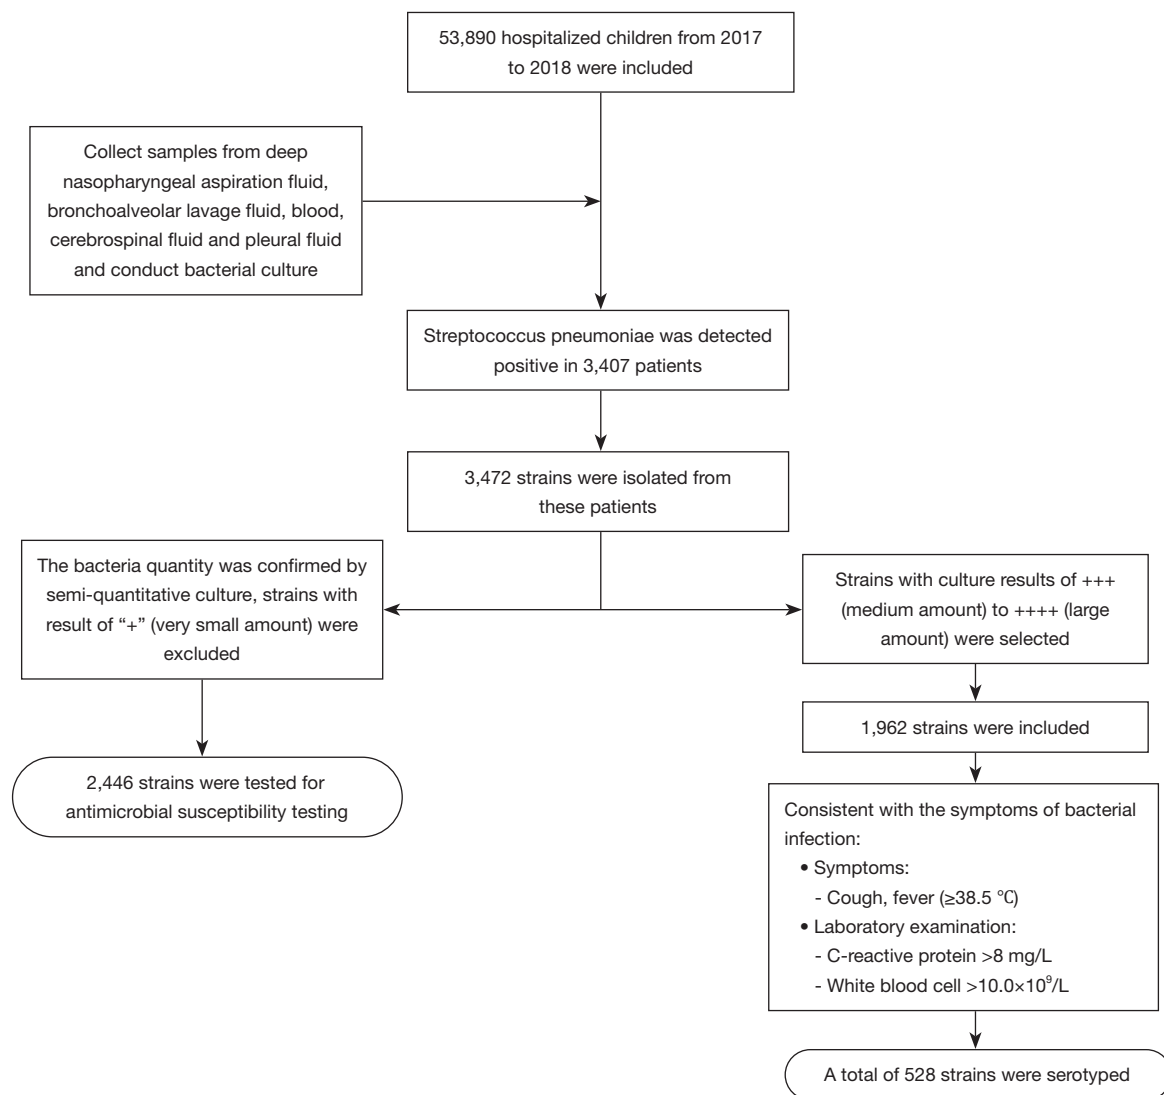 53,890 hospitalized children from 2017
to 2018 were included
Collect samples from deep
nasopharyngeal aspiration fluid,
bronchoalveolar lavage fluid, blood,
cerebrospinal fluid and pleural fluid
and conduct bacterial culture
Streptococcus pneumoniae was detected
positive in 3,407 patients
3,472 strains were isolated from
these patients
The bacteria quantity was confirmed by
semi-quantitative culture, strains with
result of “+” (very small amount) were
excluded
2,446 strains were tested for
antimicrobial susceptibility testing
Strains with culture results of +++
(medium amount) to ++++ (large
amount) were selected
1,962 strains were included
Consistent with the symptoms of bacterial
infection:
• Symptoms:
- Cough, fever (≥38.5 ℃)
• Laboratory examination:
- C-reactive protein >8 mg/L
- White blood cell >10.0×10⁹/L
A total of 528 strains were serotyped